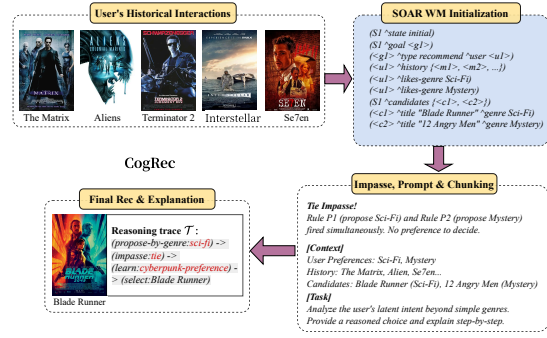 User's Historical Interactions
The Matrix
Aliens
Terminator 2
Interstellar
Se7en
SOAR WM Initialization
(S1 ^state initial)
(S1 ^goal <g1>)
(<g1> ^type recommend ^user <u1>)
(<u1> ^history {<m1>, <m2>, ...})
(<u1> ^likes-genre Sci-Fi)
(<u1> ^likes-genre Mystery)
(S1 ^candidates {<c1>, <c2>})
(<c1> ^title "Blade Runner" ^genre Sci-Fi)
(<c2> ^title "12 Angry Men" ^genre Mystery)
CogRec
Impasse, Prompt & Chunking
Tie Impasse!
Rule P1 (propose Sci-Fi) and Rule P2 (propose Mystery)
fired simultaneously. No preference to decide.
[Context]
User Preferences: Sci-Fi, Mystery
History: The Matrix, Alien, Se7en...
Candidates: Blade Runner (Sci-Fi), 12 Angry Men (Mystery)
[Task]
Analyze the user's latent intent beyond simple genres.
Provide a reasoned choice and explain step-by-step.
Final Rec & Explanation
BLADE
RUNNER
Blade Runner
Reasoning trace 𝒯 :
(propose-by-genre:sci-fi) ->
(impasse:tie) ->
(learn:cyberpunk-preference) -
> (select:Blade Runner)